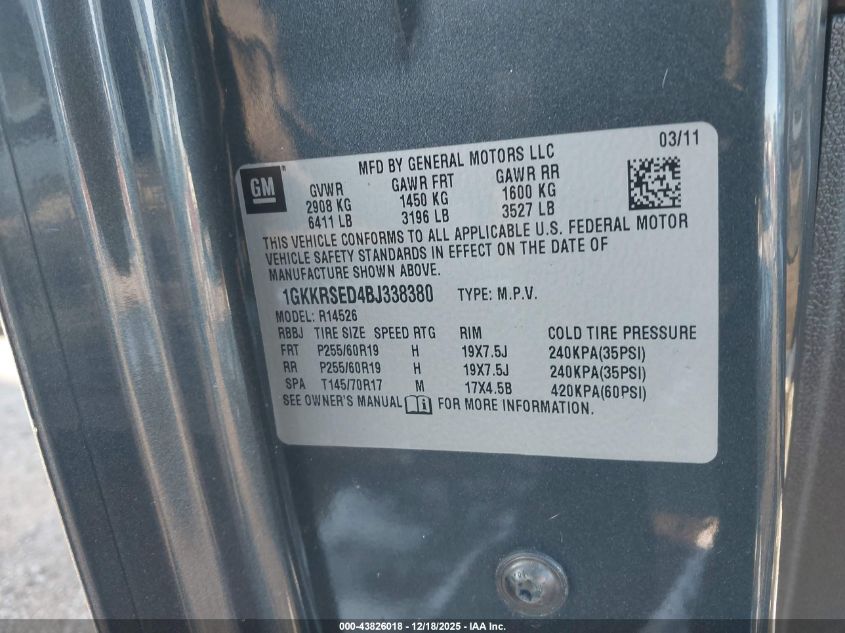 03/11
MFD BY GENERAL MOTORS LLC
GM ®
GVWR GAWR FRT GAWR RR
2908 KG 1450 KG 1600 KG
6411 LB 3196 LB 3527 LB
THIS VEHICLE CONFORMS TO ALL APPLICABLE U.S. FEDERAL MOTOR
VEHICLE SAFETY STANDARDS IN EFFECT ON THE DATE OF
MANUFACTURE SHOWN ABOVE.
1GKKRSED4BJ338380 TYPE: M.P.V.
MODEL: R14526
RBBJ TIRE SIZE SPEED RTG RIM COLD TIRE PRESSURE
FRT P255/60R19 H 19X7.5J 240KPA(35PSI)
RR P255/60R19 H 19X7.5J 240KPA(35PSI)
SPA T145/70R17 M 17X4.5B 420KPA(60PSI)
SEE OWNER'S MANUAL i FOR MORE INFORMATION.
000-43826018 - 12/18/2025 - IAA Inc.